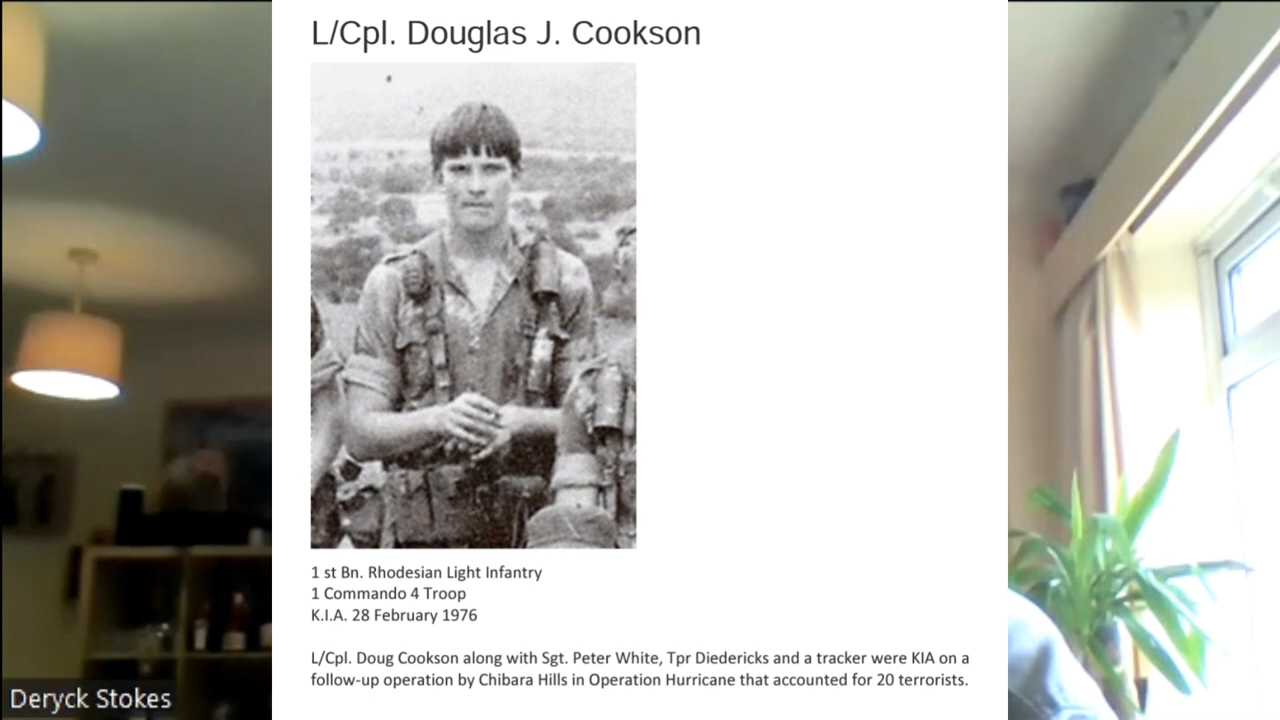 L/Cpl. Douglas J. Cookson
1 st Bn. Rhodesian Light Infantry
1 Commando 4 Troop
K.I.A. 28 February 1976
L/Cpl. Doug Cookson along with Sgt. Peter White, Tpr Diedericks and a tracker were KIA on a
follow-up operation by Chibara Hills in Operation Hurricane that accounted for 20 terrorists.
Deryck Stokes